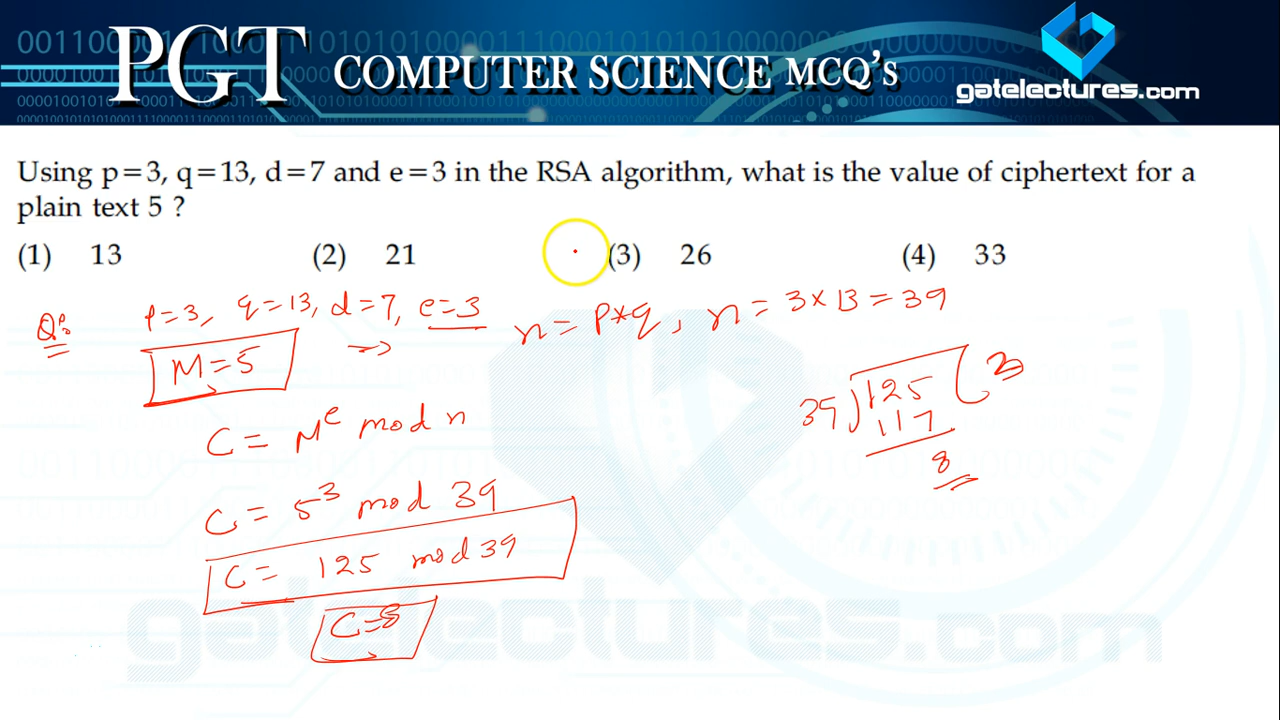 PGT COMPUTER SCIENCE MCQ's
gatelectures.com
Using p=3, q=13, d=7 and e=3 in the RSA algorithm, what is the value of ciphertext for a
plain text 5 ?
(1) 13 (2) 21 (3) 26 (4) 33
p=3, q=13, d=7, e=3 n = p*q, n = 3×13=39
M=5
C = M^e mod n
39)125(3
117
8
C = 5^3 mod 39
C = 125 mod 39
C=8
gatelectures.com